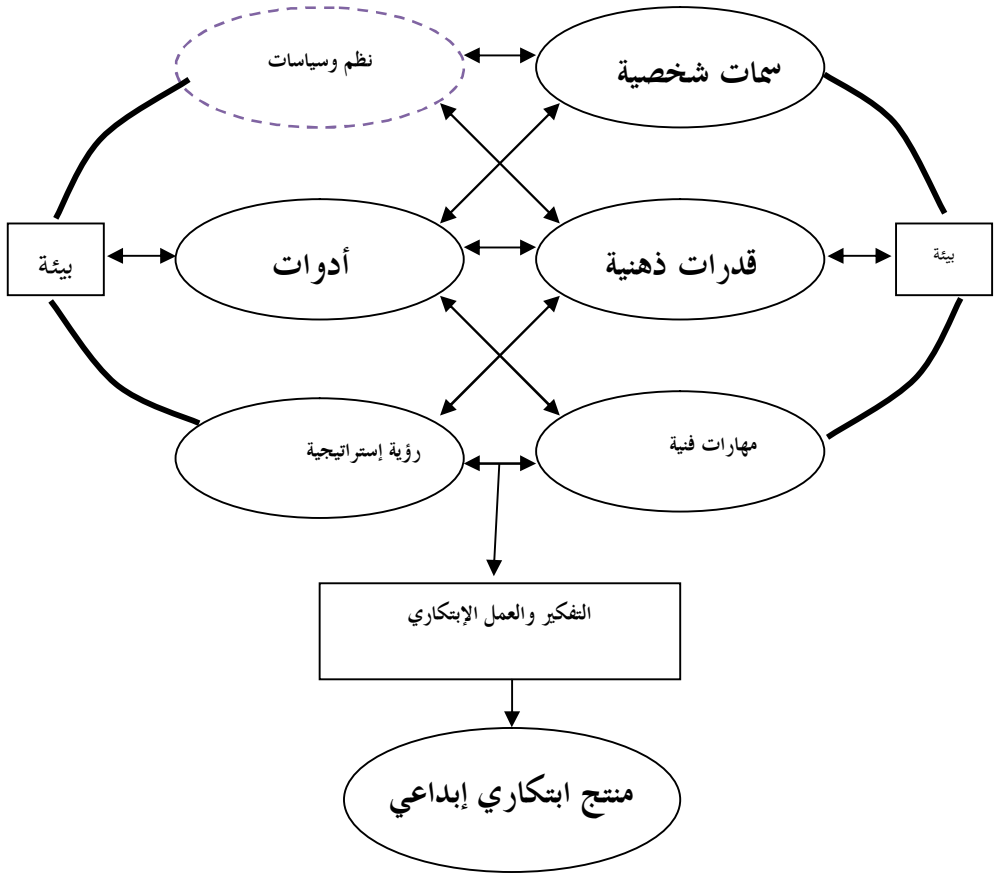 سمات شخصية
نظم وسياسات
بيئة
قدرات ذهنية
أدوات
بيئة
مهارات فنية
رؤية إستراتيجية
التفكير والعمل الإبتكاري
منتج ابتكاري إبداعي